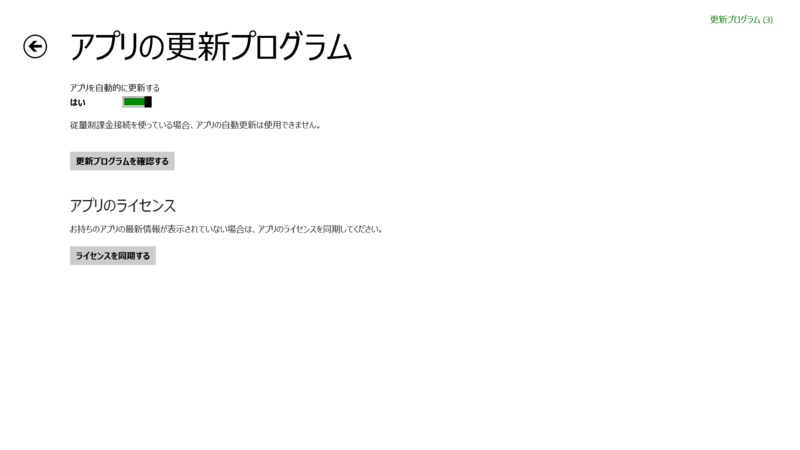 更新プログラム (3)
アプリの更新プログラム
アプリを自動的に更新する
はい
従量制課金接続を使っている場合、アプリの自動更新は使用できません。
更新プログラムを確認する
アプリのライセンス
お持ちのアプリの最新情報が表示されていない場合は、アプリのライセンスを同期してください。
ライセンスを同期する